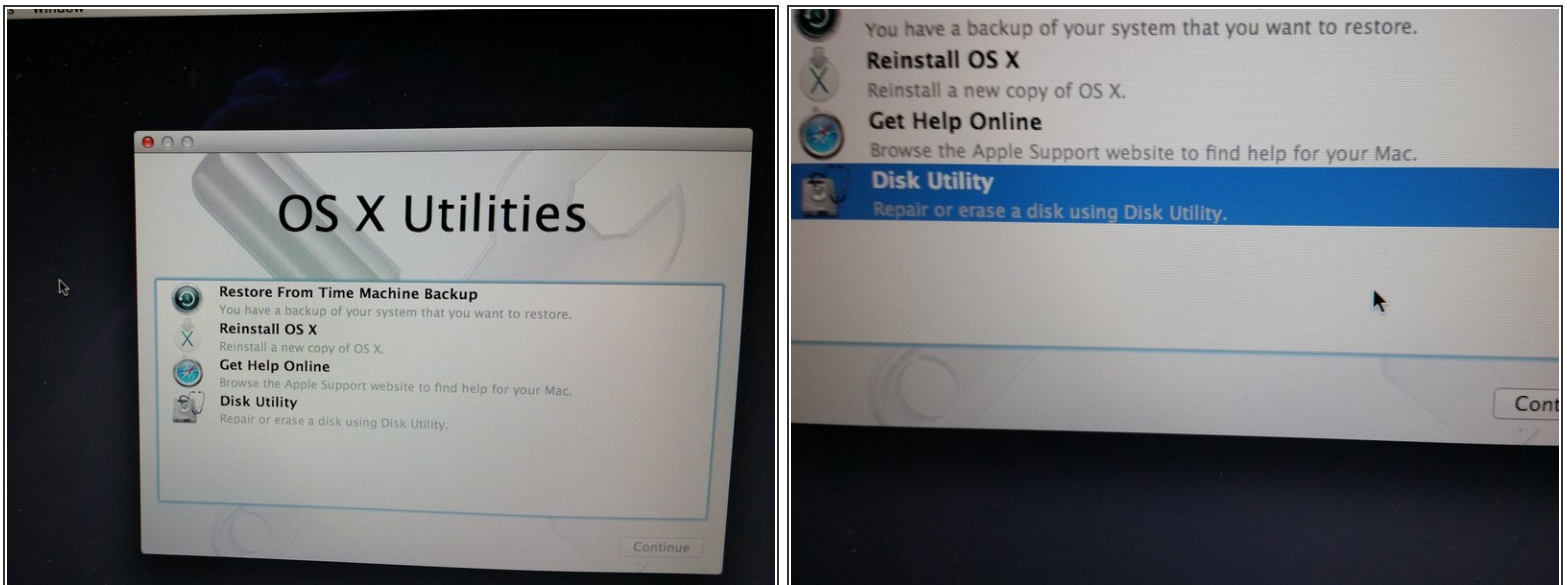 Window
OS X Utilities
Restore From Time Machine Backup
You have a backup of your system that you want to restore.
Reinstall OS X
Reinstall a new copy of OS X.
Get Help Online
Browse the Apple Support website to find help for your Mac.
Disk Utility
Repair or erase a disk using Disk Utility.
Continue
You have a backup of your system that you want to restore.
Reinstall OS X
Reinstall a new copy of OS X.
Get Help Online
Browse the Apple Support website to find help for your Mac.
Disk Utility
Repair or erase a disk using Disk Utility.
Cont